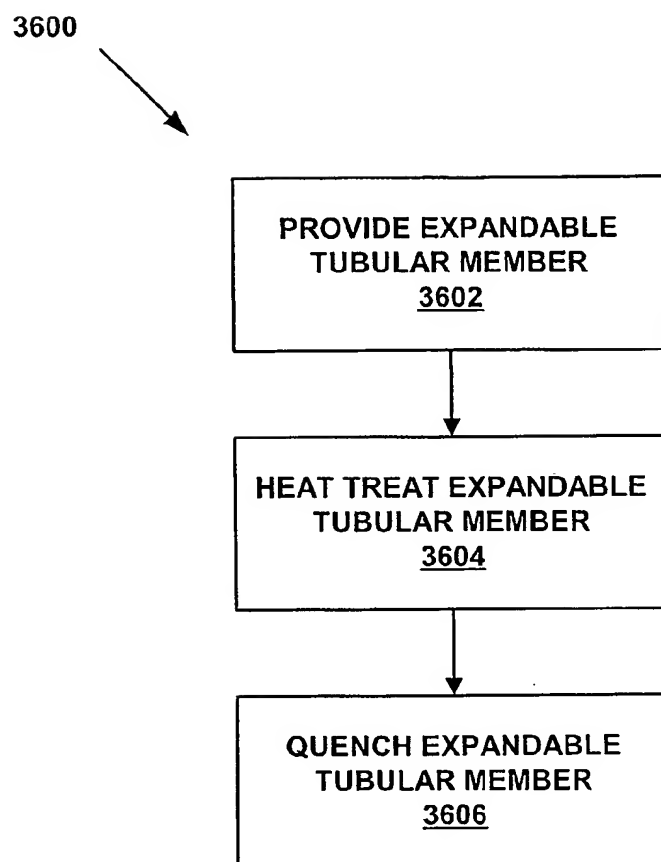 3600
PROVIDE EXPANDABLE
TUBULAR MEMBER
3602
HEAT TREAT EXPANDABLE
TUBULAR MEMBER
3604
QUENCH EXPANDABLE
TUBULAR MEMBER
3606